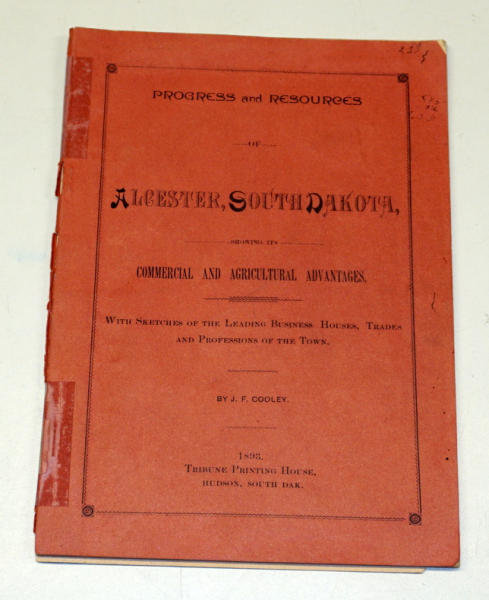 PROGRESS and RESOURCES
OF
ALCESTER, SOUTH DAKOTA,
SHOWING ITS
COMMERCIAL AND AGRICULTURAL ADVANTAGES,
WITH SKETCHES OF THE LEADING BUSINESS HOUSES, TRADES
AND PROFESSIONS OF THE TOWN.
BY J. F. COOLEY.
1893.
TRIBUNE PRINTING HOUSE,
HUDSON, SOUTH DAK.